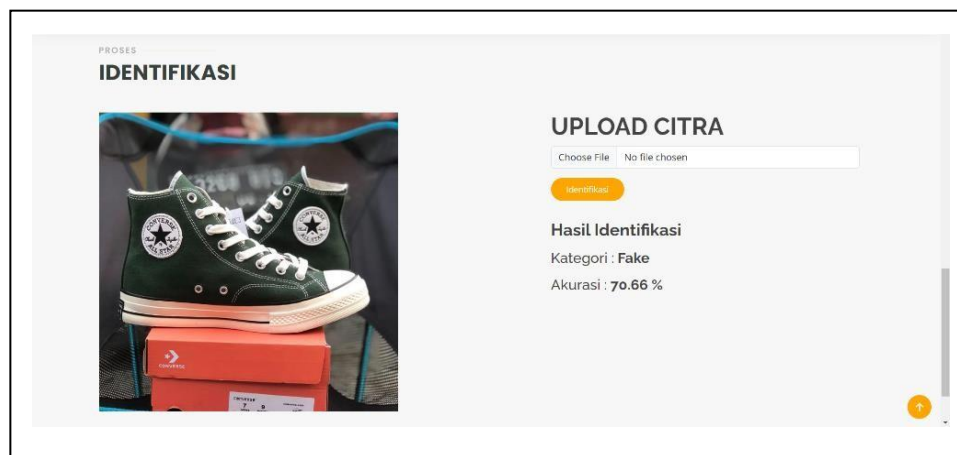 PROSES
IDENTIFIKASI
CONVERSE
ALL STAR
CONVERSE
ALL STAR
CONVERSE
UPLOAD CITRA
Choose File No file chosen
Identifikasi
Hasil Identifikasi
Kategori : Fake
Akurasi : 70.66 %